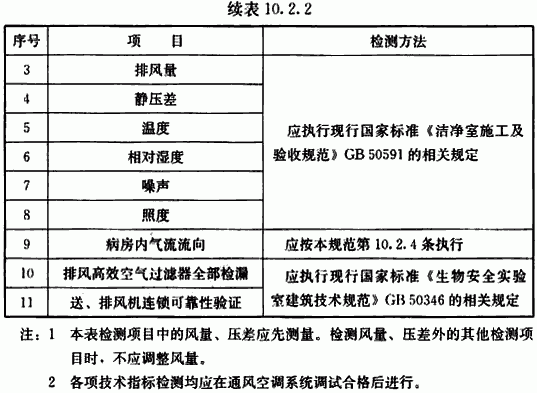 续表 10.2.2
序号 项 目 检测方法
3 排风量
4 静压差
5 温度
6 相对湿度
7 噪声
8 照度
应执行现行国家标准《洁净室施工及
验收规范》GB 50591 的相关规定
9 病房内气流流向 应按本规范第 10.2.4 条执行
10 排风高效空气过滤器全部检漏
11 送、排风机连锁可靠性验证
应执行现行国家标准《生物安全实验
室建筑技术规范》GB 50346 的相关规定
注：1 本表检测项目中的风量、压差应先测量。检测风量、压差外的其他检测项
目时，不应调整风量。
2 各项技术指标检测均应在通风空调系统调试合格后进行。